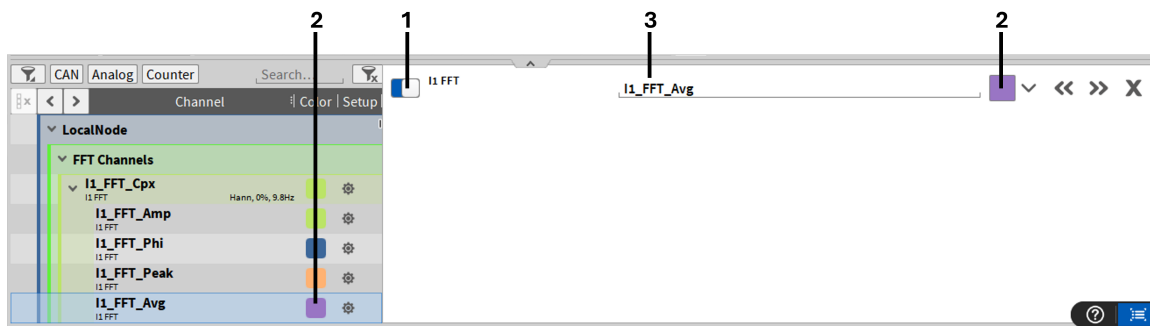 2 1 3 2
CAN Analog Counter Search...
Channel Color Setup
LocalNode
FFT Channels
I1_FFT_Cpx
I1 FFT Hann, 0%, 9.8Hz
I1_FFT_Amp
I1 FFT
I1_FFT_Phi
I1 FFT
I1_FFT_Peak
I1 FFT
I1_FFT_Avg
I1 FFT
I1 FFT
I1_FFT_Avg